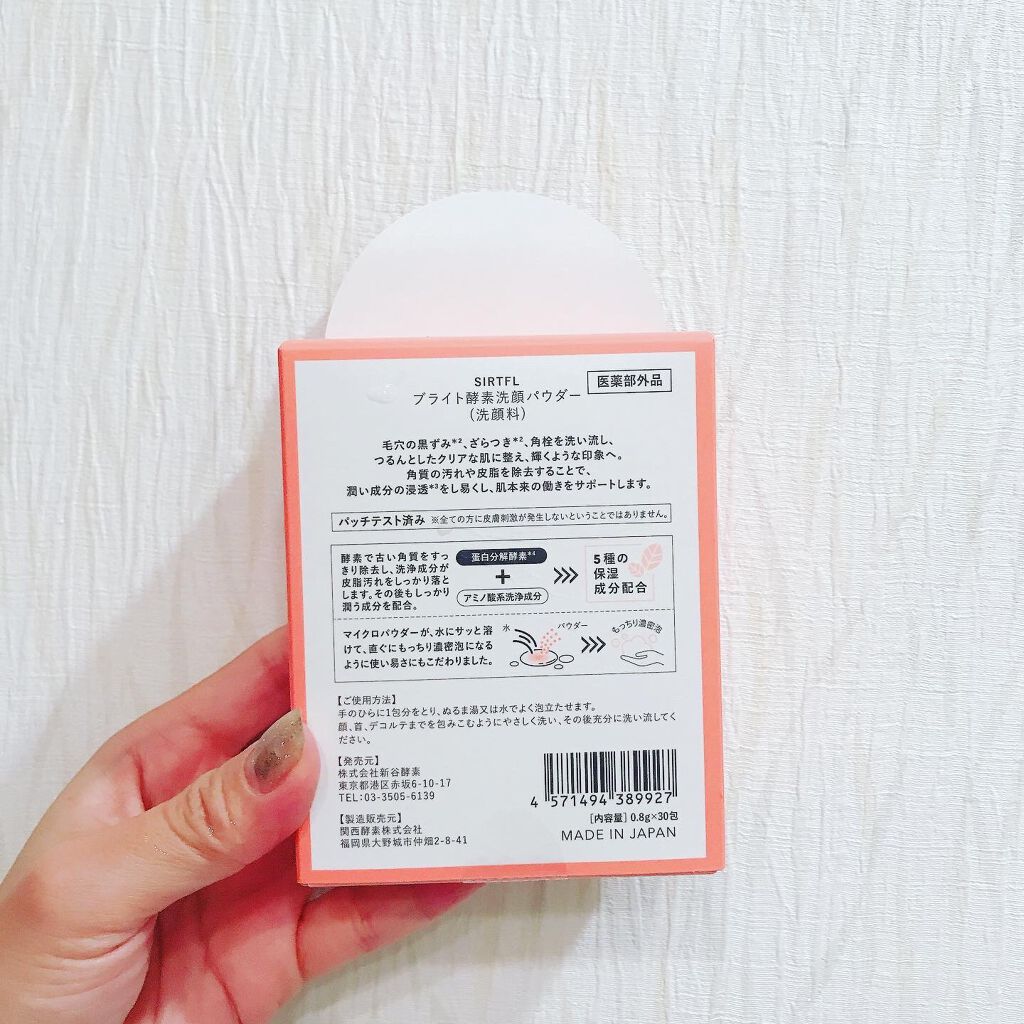 SIRTFL
ブライト酵素洗顔パウダー
(洗顔料)
医薬部外品
毛穴の黒ずみ*2、ざらつき*2、角栓を洗い流し、
つるんとしたクリアな肌に整え、輝くような印象へ。
角質の汚れや皮脂を除去することで、
潤い成分の浸透*3をし易くし、肌本来の働きをサポートします。
パッチテスト済み ※全ての方に皮膚刺激が発生しないということではありません。
酵素で古い角質をすっ
きり除去し、洗浄成分が
皮脂汚れをしっかり落と
します。その後もしっかり
潤う成分を配合。
蛋白分解酵素*4
+
アミノ酸系洗浄成分
5種の
保湿
成分配合
マイクロパウダーが、水にサッと溶
けて、直ぐにもっちり濃密泡になる
ように使い易さにもこだわりました。
水
パウダー
もっちり濃密泡
【ご使用方法】
手のひらに1包分をとり、ぬるま湯又は水でよく泡立たせます。
顔、首、デコルテまでを包みこむようにやさしく洗い、その後充分に洗い流してく
ださい。
【発売元】
株式会社新谷酵素
東京都港区赤坂6-10-17
TEL:03-3505-6139
【製造販売元】
関西酵素株式会社
福岡県大野城市仲畑2-8-41
4 571494 389927
[内容量] 0.8g×30包
MADE IN JAPAN